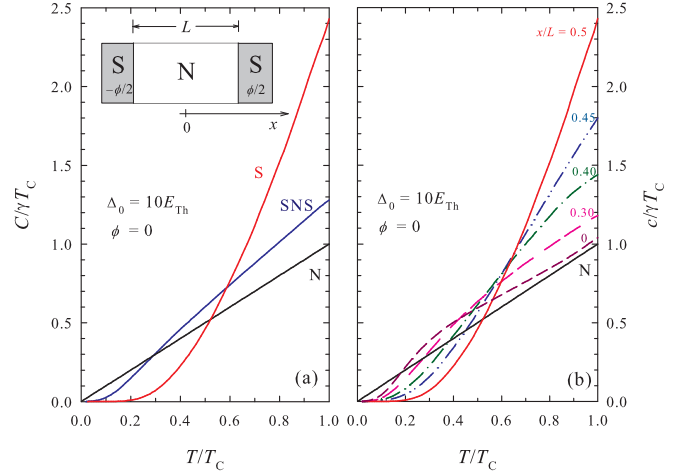 2.5
2.0
1.5
1.0
0.5
0.0
C/γT_C
L
S
N
S
−ϕ/2
ϕ/2
0
x
S
SNS
N
Δ₀ = 10E_Th
ϕ = 0
(a)
0.0 0.2 0.4 0.6 0.8 1.0
T/T_C
x/L = 0.5
0.45
0.40
0.30
0
N
Δ₀ = 10E_Th
ϕ = 0
(b)
0.0 0.2 0.4 0.6 0.8 1.0
T/T_C
2.5
2.0
1.5
1.0
0.5
0.0
c/γT_C